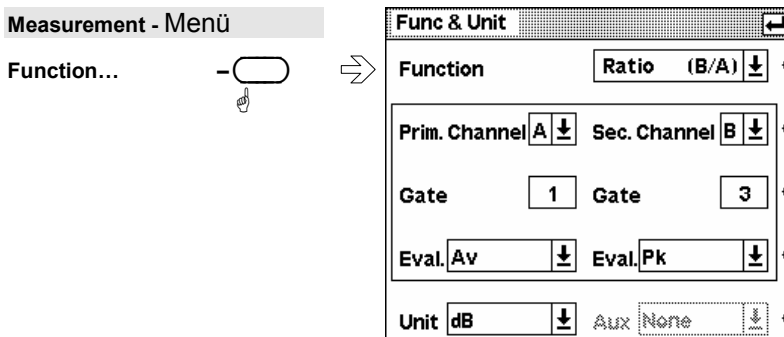 Measurement - Menü
Function…
Func & Unit
Function Ratio (B/A)
Prim. Channel A Sec. Channel B
Gate 1 Gate 3
Eval. Av Eval. Pk
Unit dB Aux None